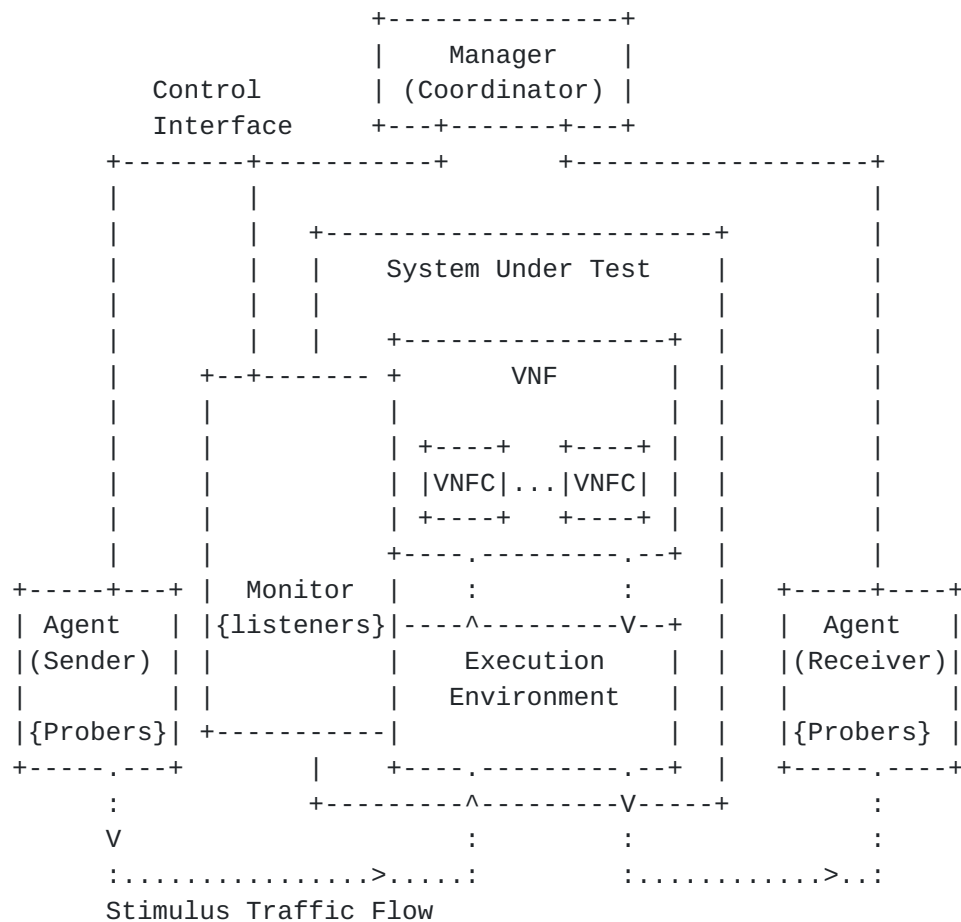 Manager
Control (Coordinator)
Interface
System Under Test
VNF
VNFC ... VNFC
Monitor
Agent {listeners} Agent
(Sender) Execution (Receiver)
Environment
{Probers} {Probers}
Stimulus Traffic Flow